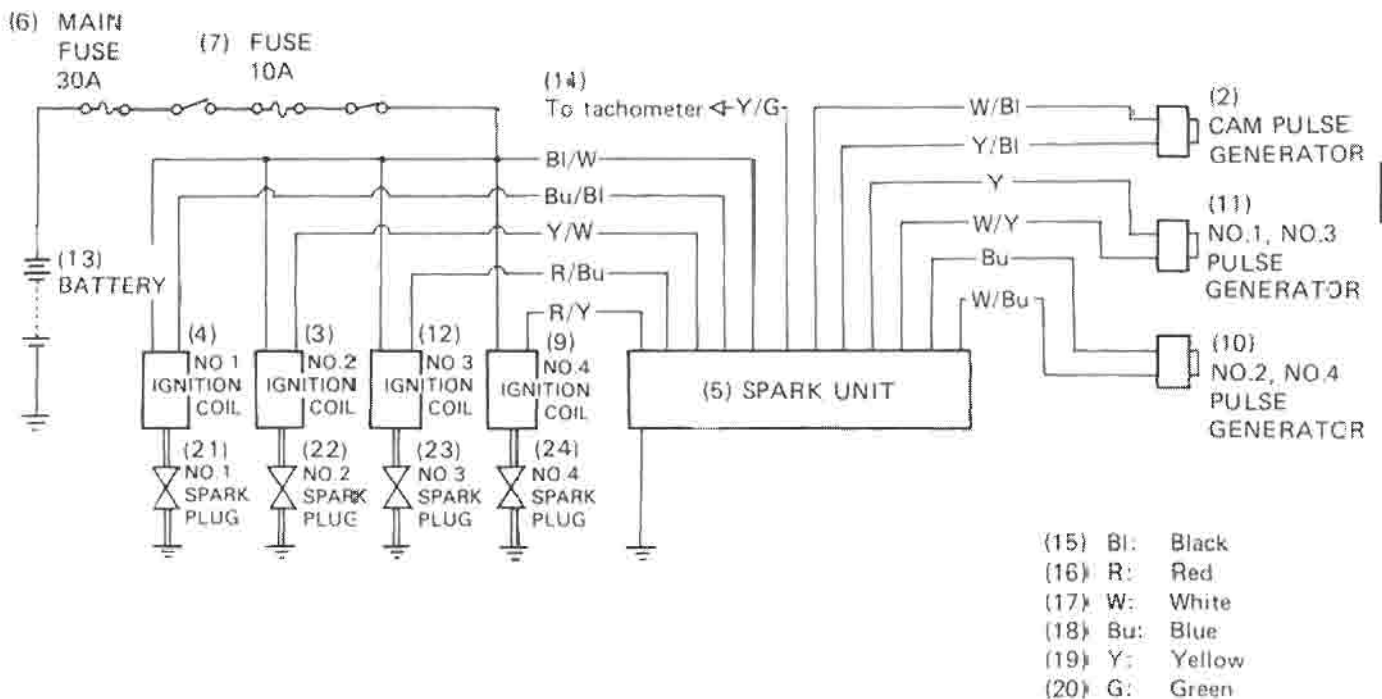 (6) MAIN
FUSE
30A
(7) FUSE
10A
(14)
To tachometer
Y/G
W/Bl
(2)
CAM PULSE
GENERATOR
Y/Bl
Bl/W
Bu/Bl
Y
(11)
NO.1, NO.3
PULSE
GENERATOR
Y/W
W/Y
(13)
BATTERY
R/Bu
Bu
R/Y
W/Bu
(4)
NO 1
IGNITION
COIL
(3)
NO.2
IGNITION
COIL
(12)
NO 3
IGNITION
COIL
(9)
NO.4
IGNITION
COIL
(5) SPARK UNIT
(10)
NO.2, NO.4
PULSE
GENERATOR
(21)
NO.1
SPARK
PLUG
(22)
NO.2
SPARK
PLUG
(23)
NO.3
SPARK
PLUG
(24)
NO.4
SPARK
PLUG
(15) Bl: Black
(16) R: Red
(17) W: White
(18) Bu: Blue
(19) Y: Yellow
(20) G: Green